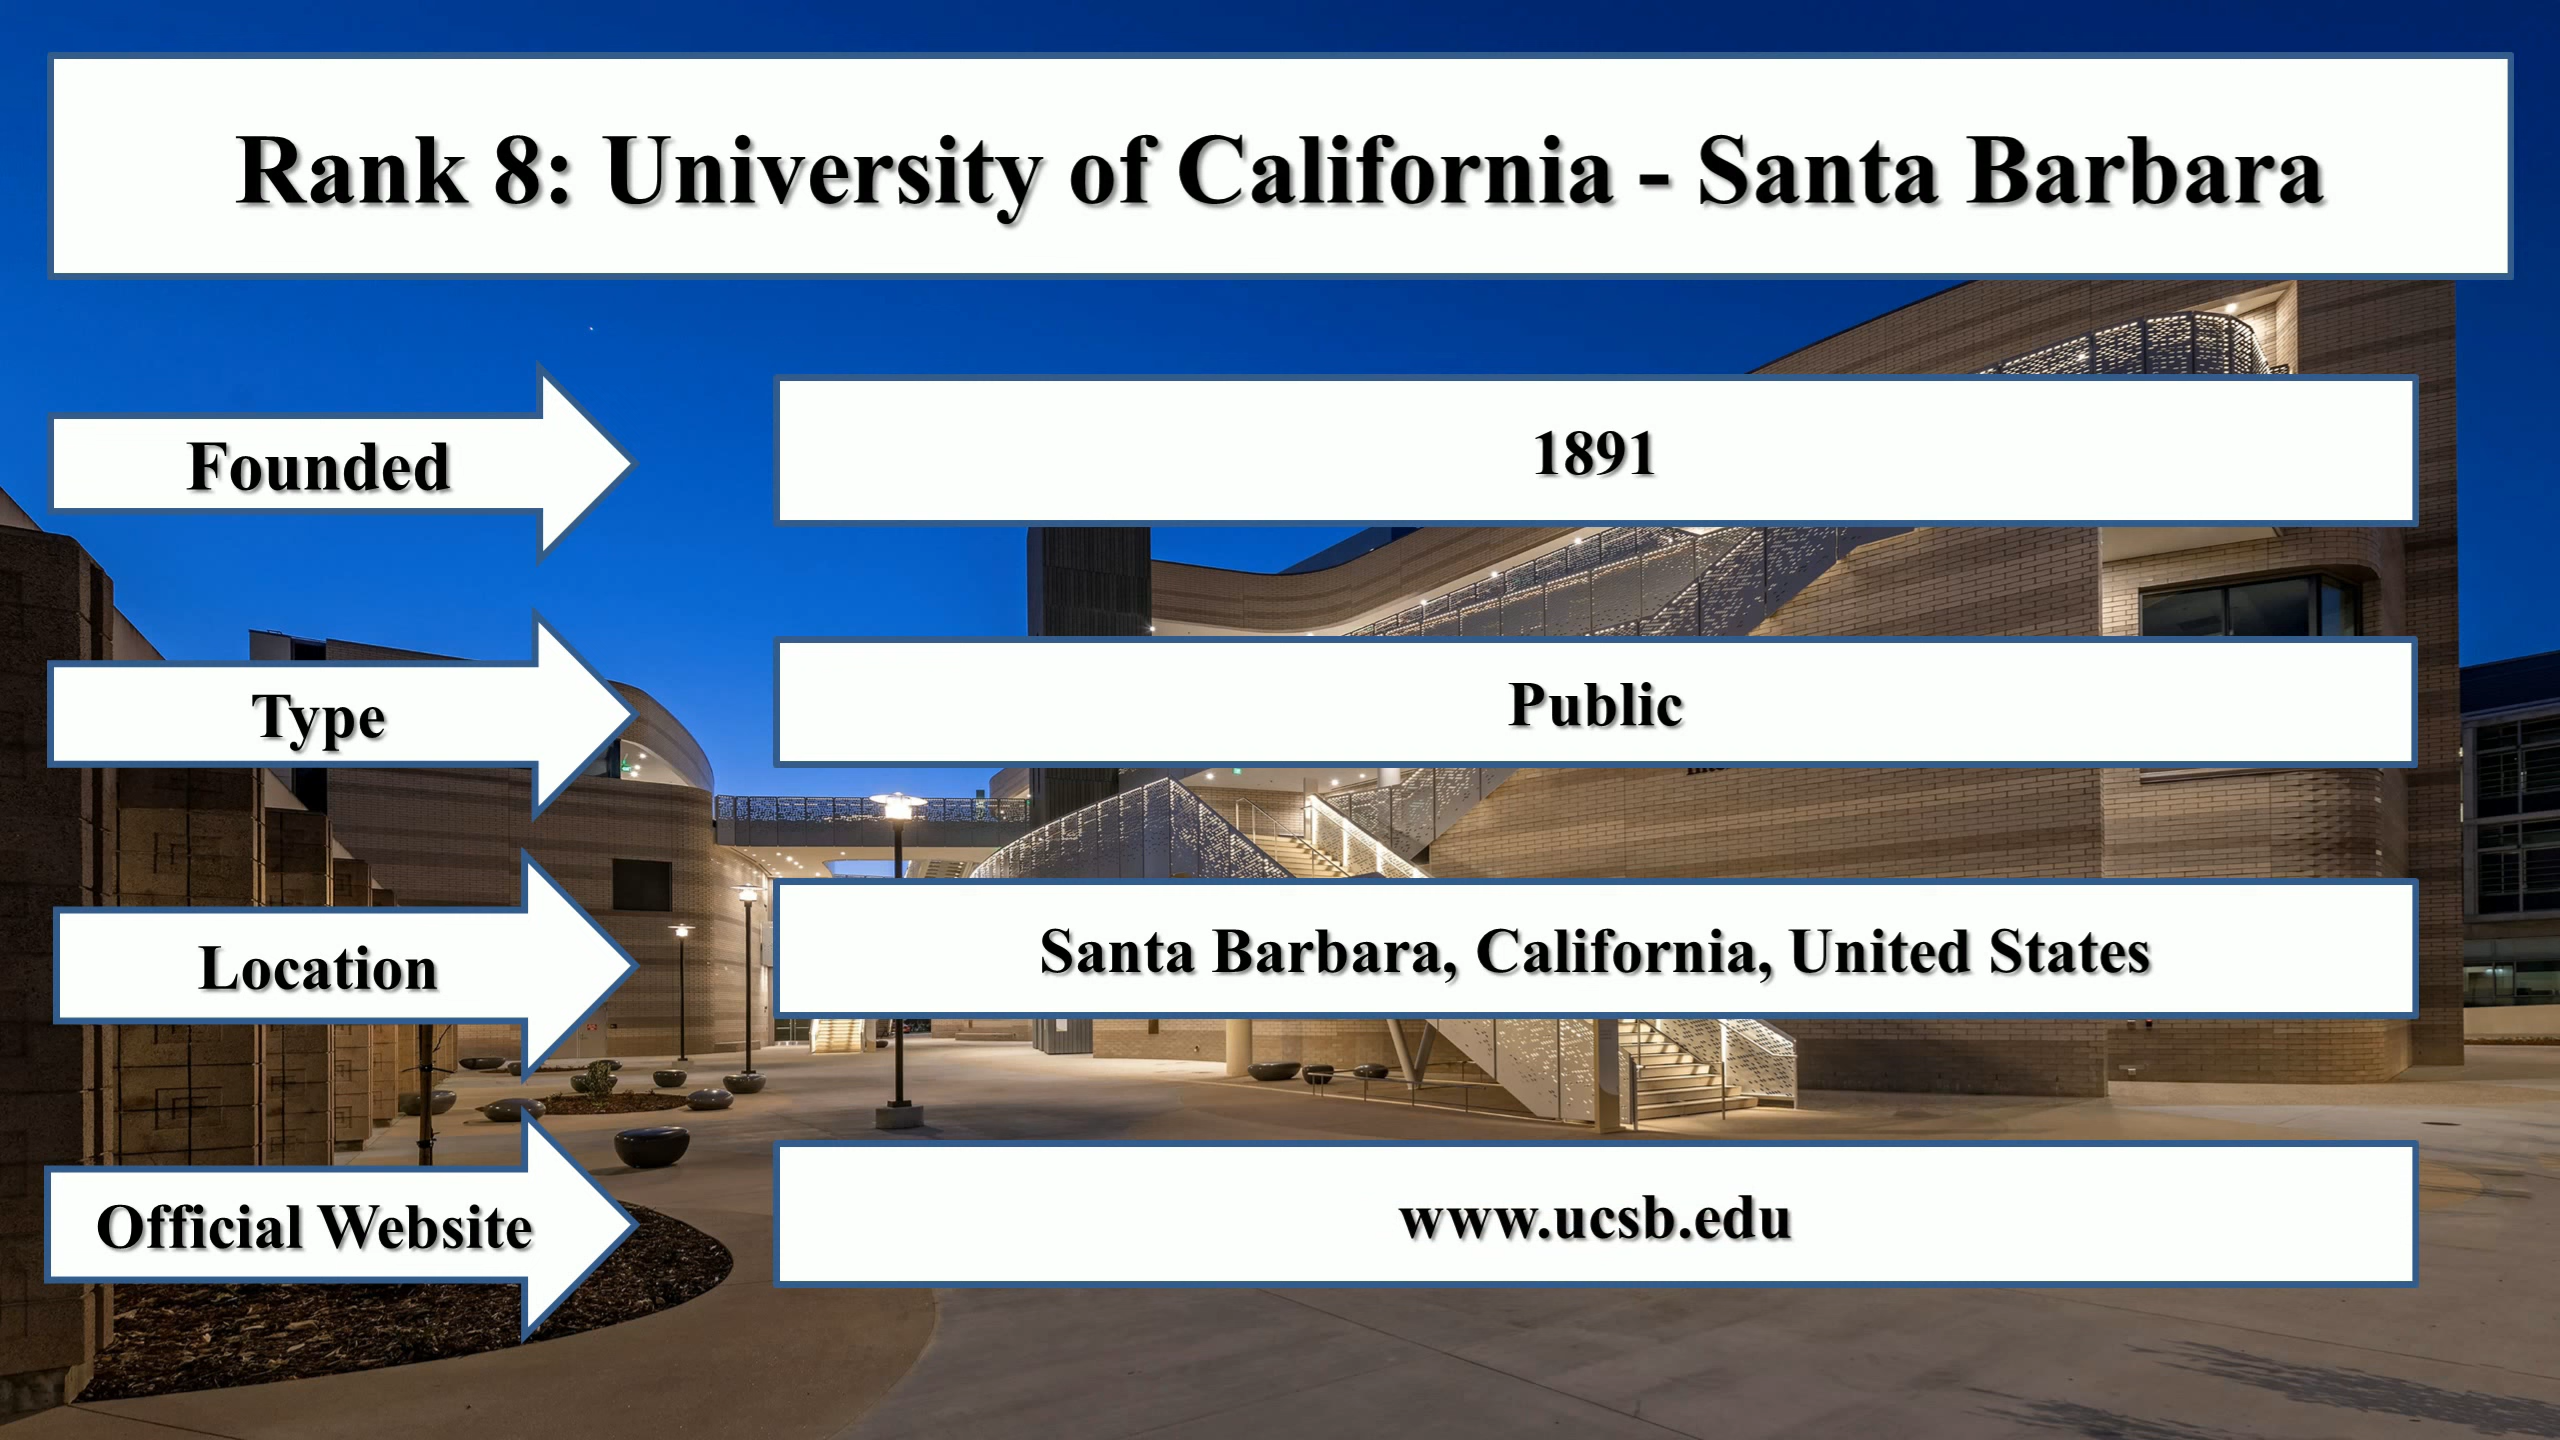 Rank 8: University of California - Santa Barbara
Founded
1891
Type
Public
Location
Santa Barbara, California, United States
Official Website
www.ucsb.edu